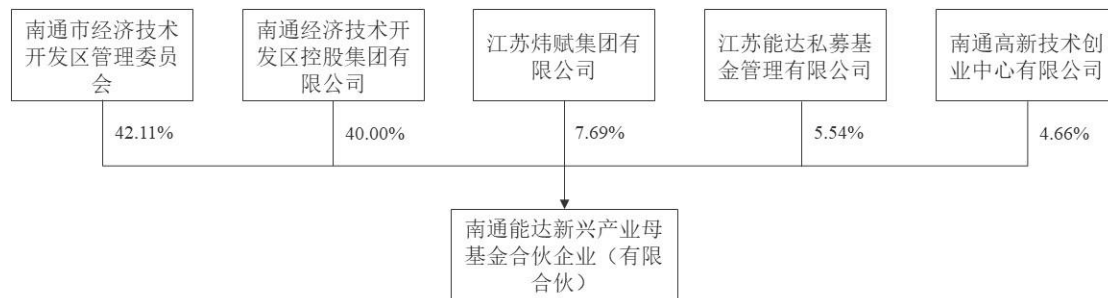 南通市经济技术
开发区管理委员
会
南通经济技术开
发区控股集团有
限公司
江苏炜赋集团有
限公司
江苏能达私募基
金管理有限公司
南通高新技术创
业中心有限公司
42.11%
40.00%
7.69%
5.54%
4.66%
南通能达新兴产业母
基金合伙企业（有限
合伙）